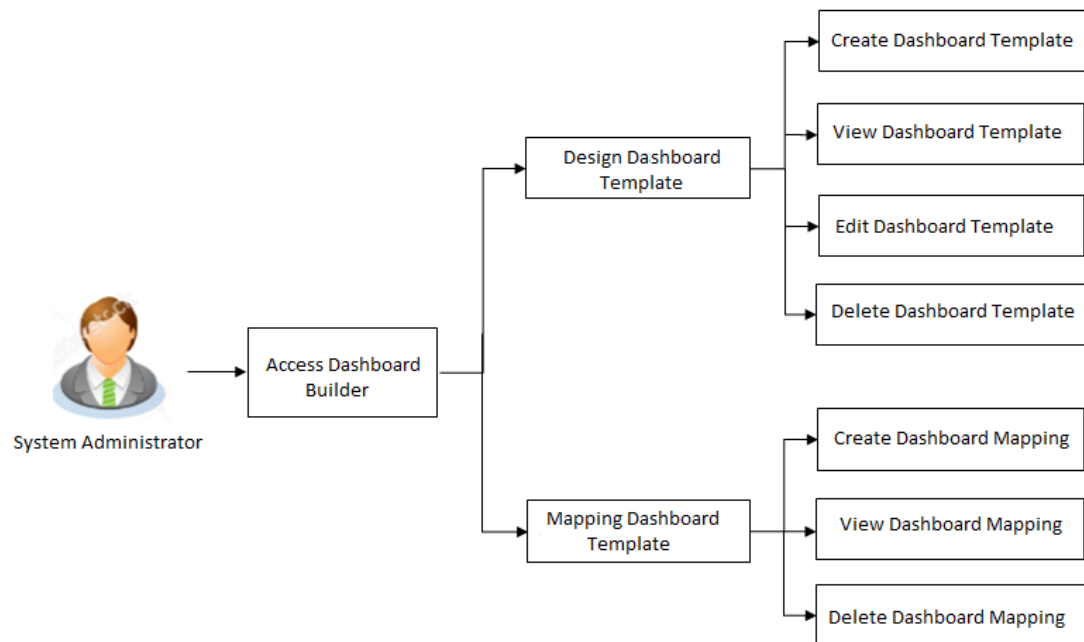 Create Dashboard Template
View Dashboard Template
Design Dashboard
Template
Edit Dashboard Template
Delete Dashboard Template
Access Dashboard
Builder
System Administrator
Create Dashboard Mapping
Mapping Dashboard
Template
View Dashboard Mapping
Delete Dashboard Mapping